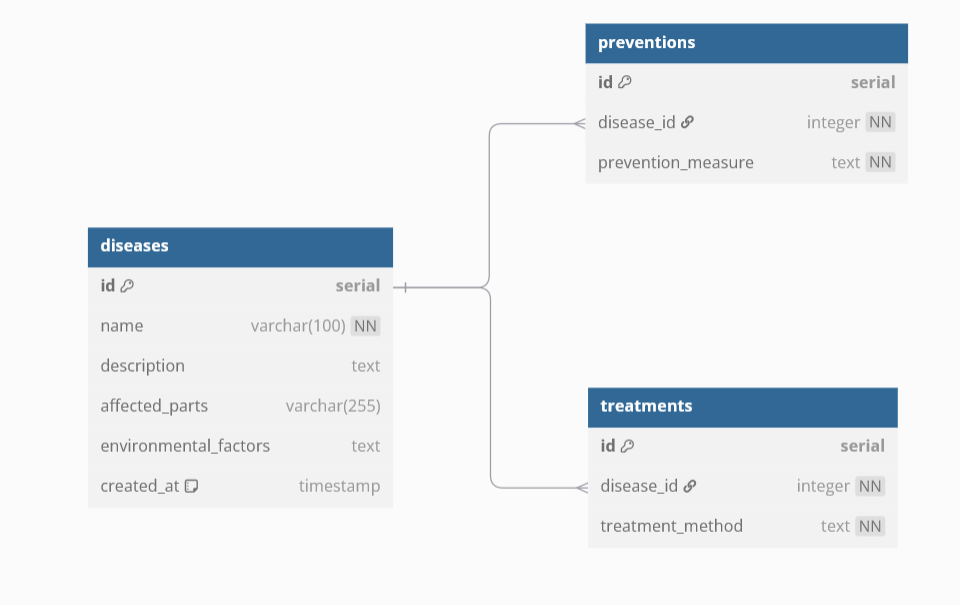 preventions
id serial
disease_id integer NN
prevention_measure text NN
diseases
id serial
name varchar(100) NN
description text
affected_parts varchar(255)
environmental_factors text
created_at timestamp
treatments
id serial
disease_id integer NN
treatment_method text NN